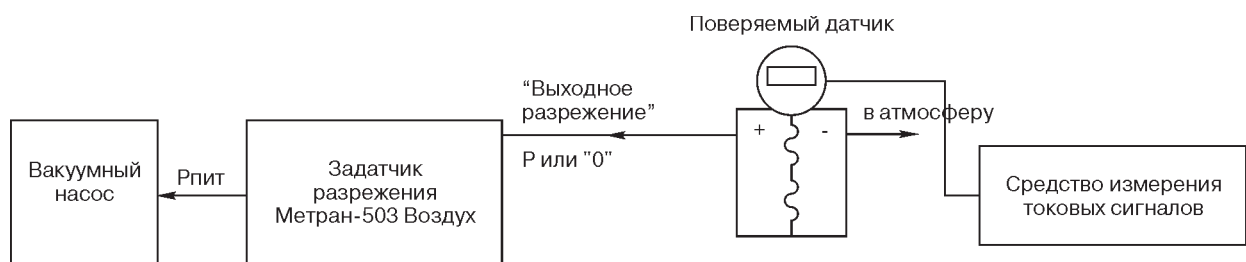 Поверяемый датчик
“Выходное
разрежение”
+
-
в атмосферу
P или "0"
Вакуумный
насос
Pпит
Задатчик
разрежения
Метран-503 Воздух
Средство измерения
токовых сигналов